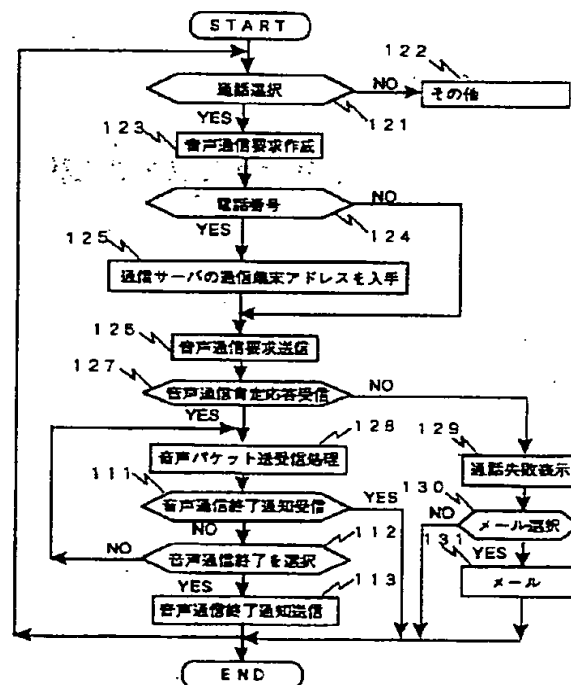 START
122
通話選択
NO
その他
YES
121
123
音声通信要求作成
電話番号
NO
YES
124
125
通信サーバの通信端末アドレスを入手
126
音声通信要求送信
127
音声通信肯定応答受信
NO
YES
128
音声パケット送受信処理
129
通話失敗表示
111
130
音声通信終了通知受信
YES
NO
メール選択
NO
112
131
YES
NO
音声通信終了を選択
メール
YES
113
音声通信終了通知送信
END